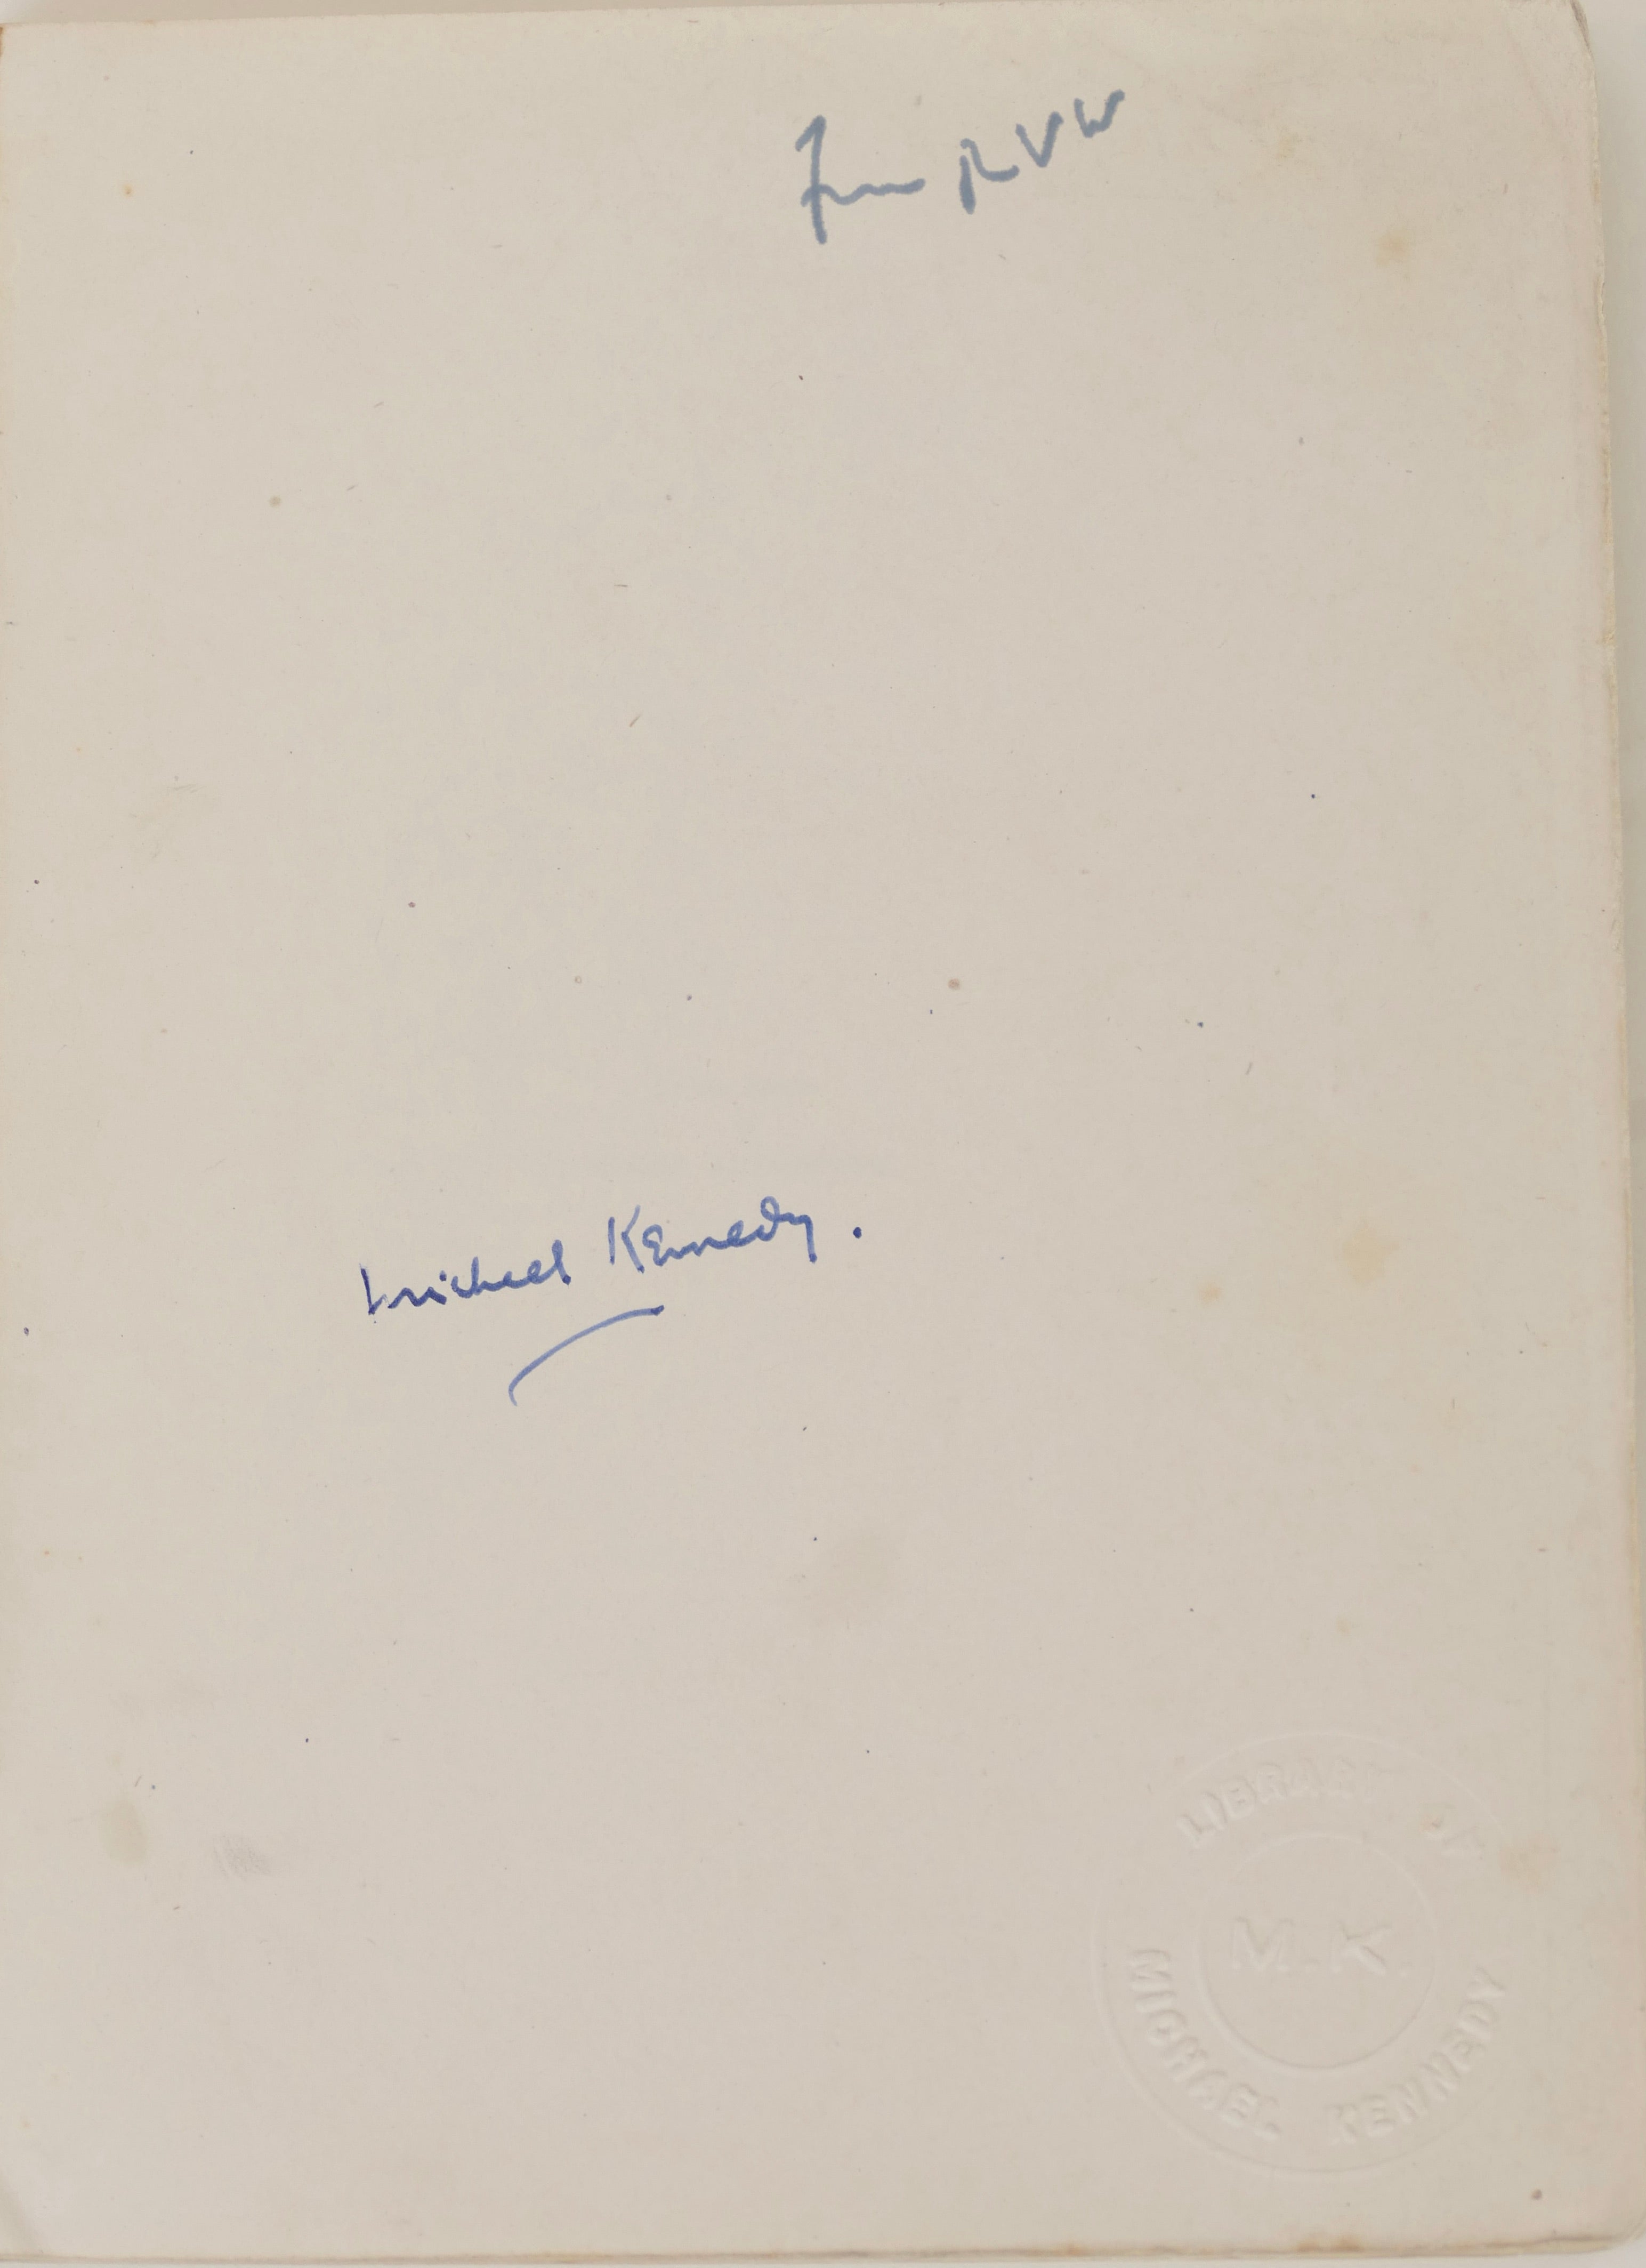 From RVW
Michael Kennedy.
LIBRARY OF
M.K.
MICHAEL KENNEDY